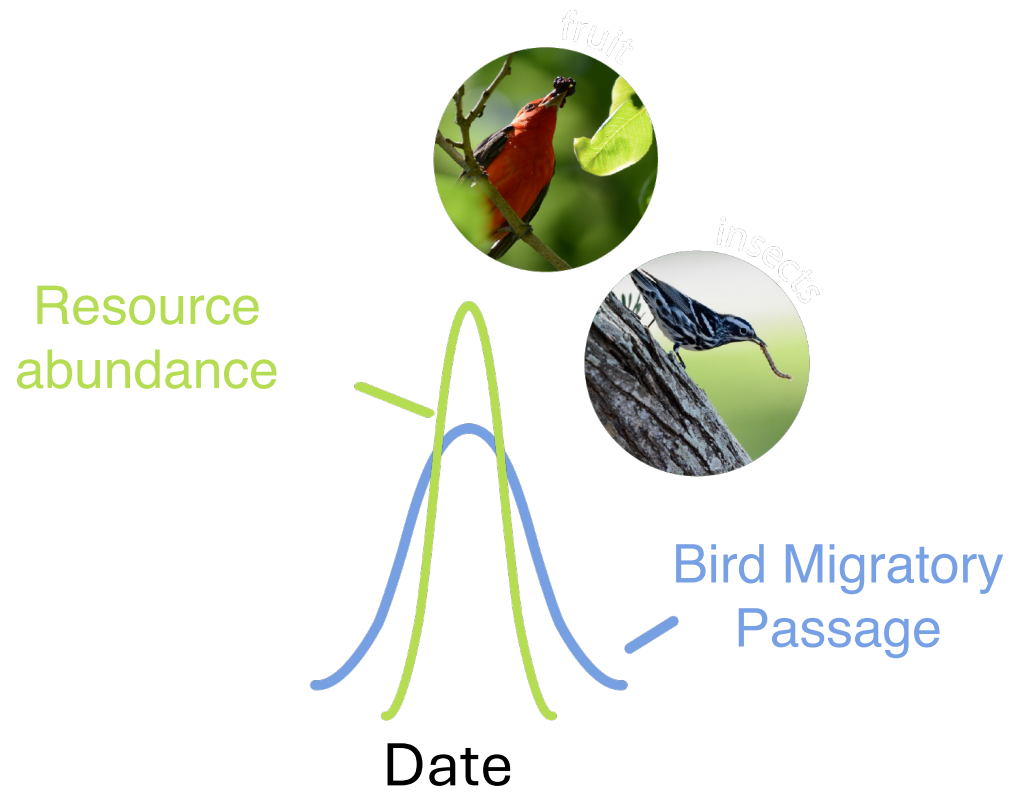 fruit
insects
Resource
abundance
Bird Migratory
Passage
Date